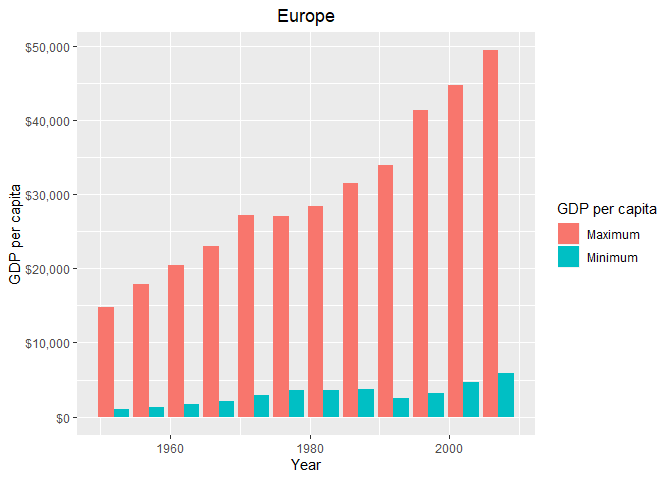 Europe
$50,000
$40,000
$30,000
$20,000
$10,000
$0
GDP per capita
1960
1980
2000
Year
GDP per capita
Maximum
Minimum